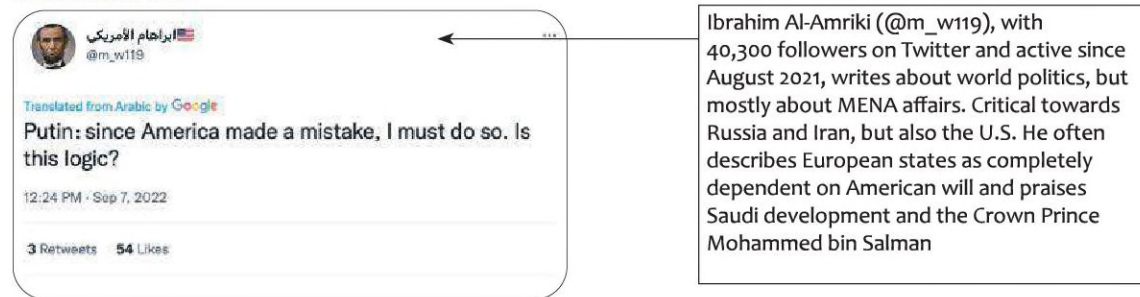 ابراهام الأمريكي
@m_w119
Translated from Arabic by Google
Putin: since America made a mistake, I must do so. Is
this logic?
12:24 PM · Sep 7, 2022
3 Retweets 54 Likes
Ibrahim Al-Amriki (@m_w119), with
40,300 followers on Twitter and active since
August 2021, writes about world politics, but
mostly about MENA affairs. Critical towards
Russia and Iran, but also the U.S. He often
describes European states as completely
dependent on American will and praises
Saudi development and the Crown Prince
Mohammed bin Salman